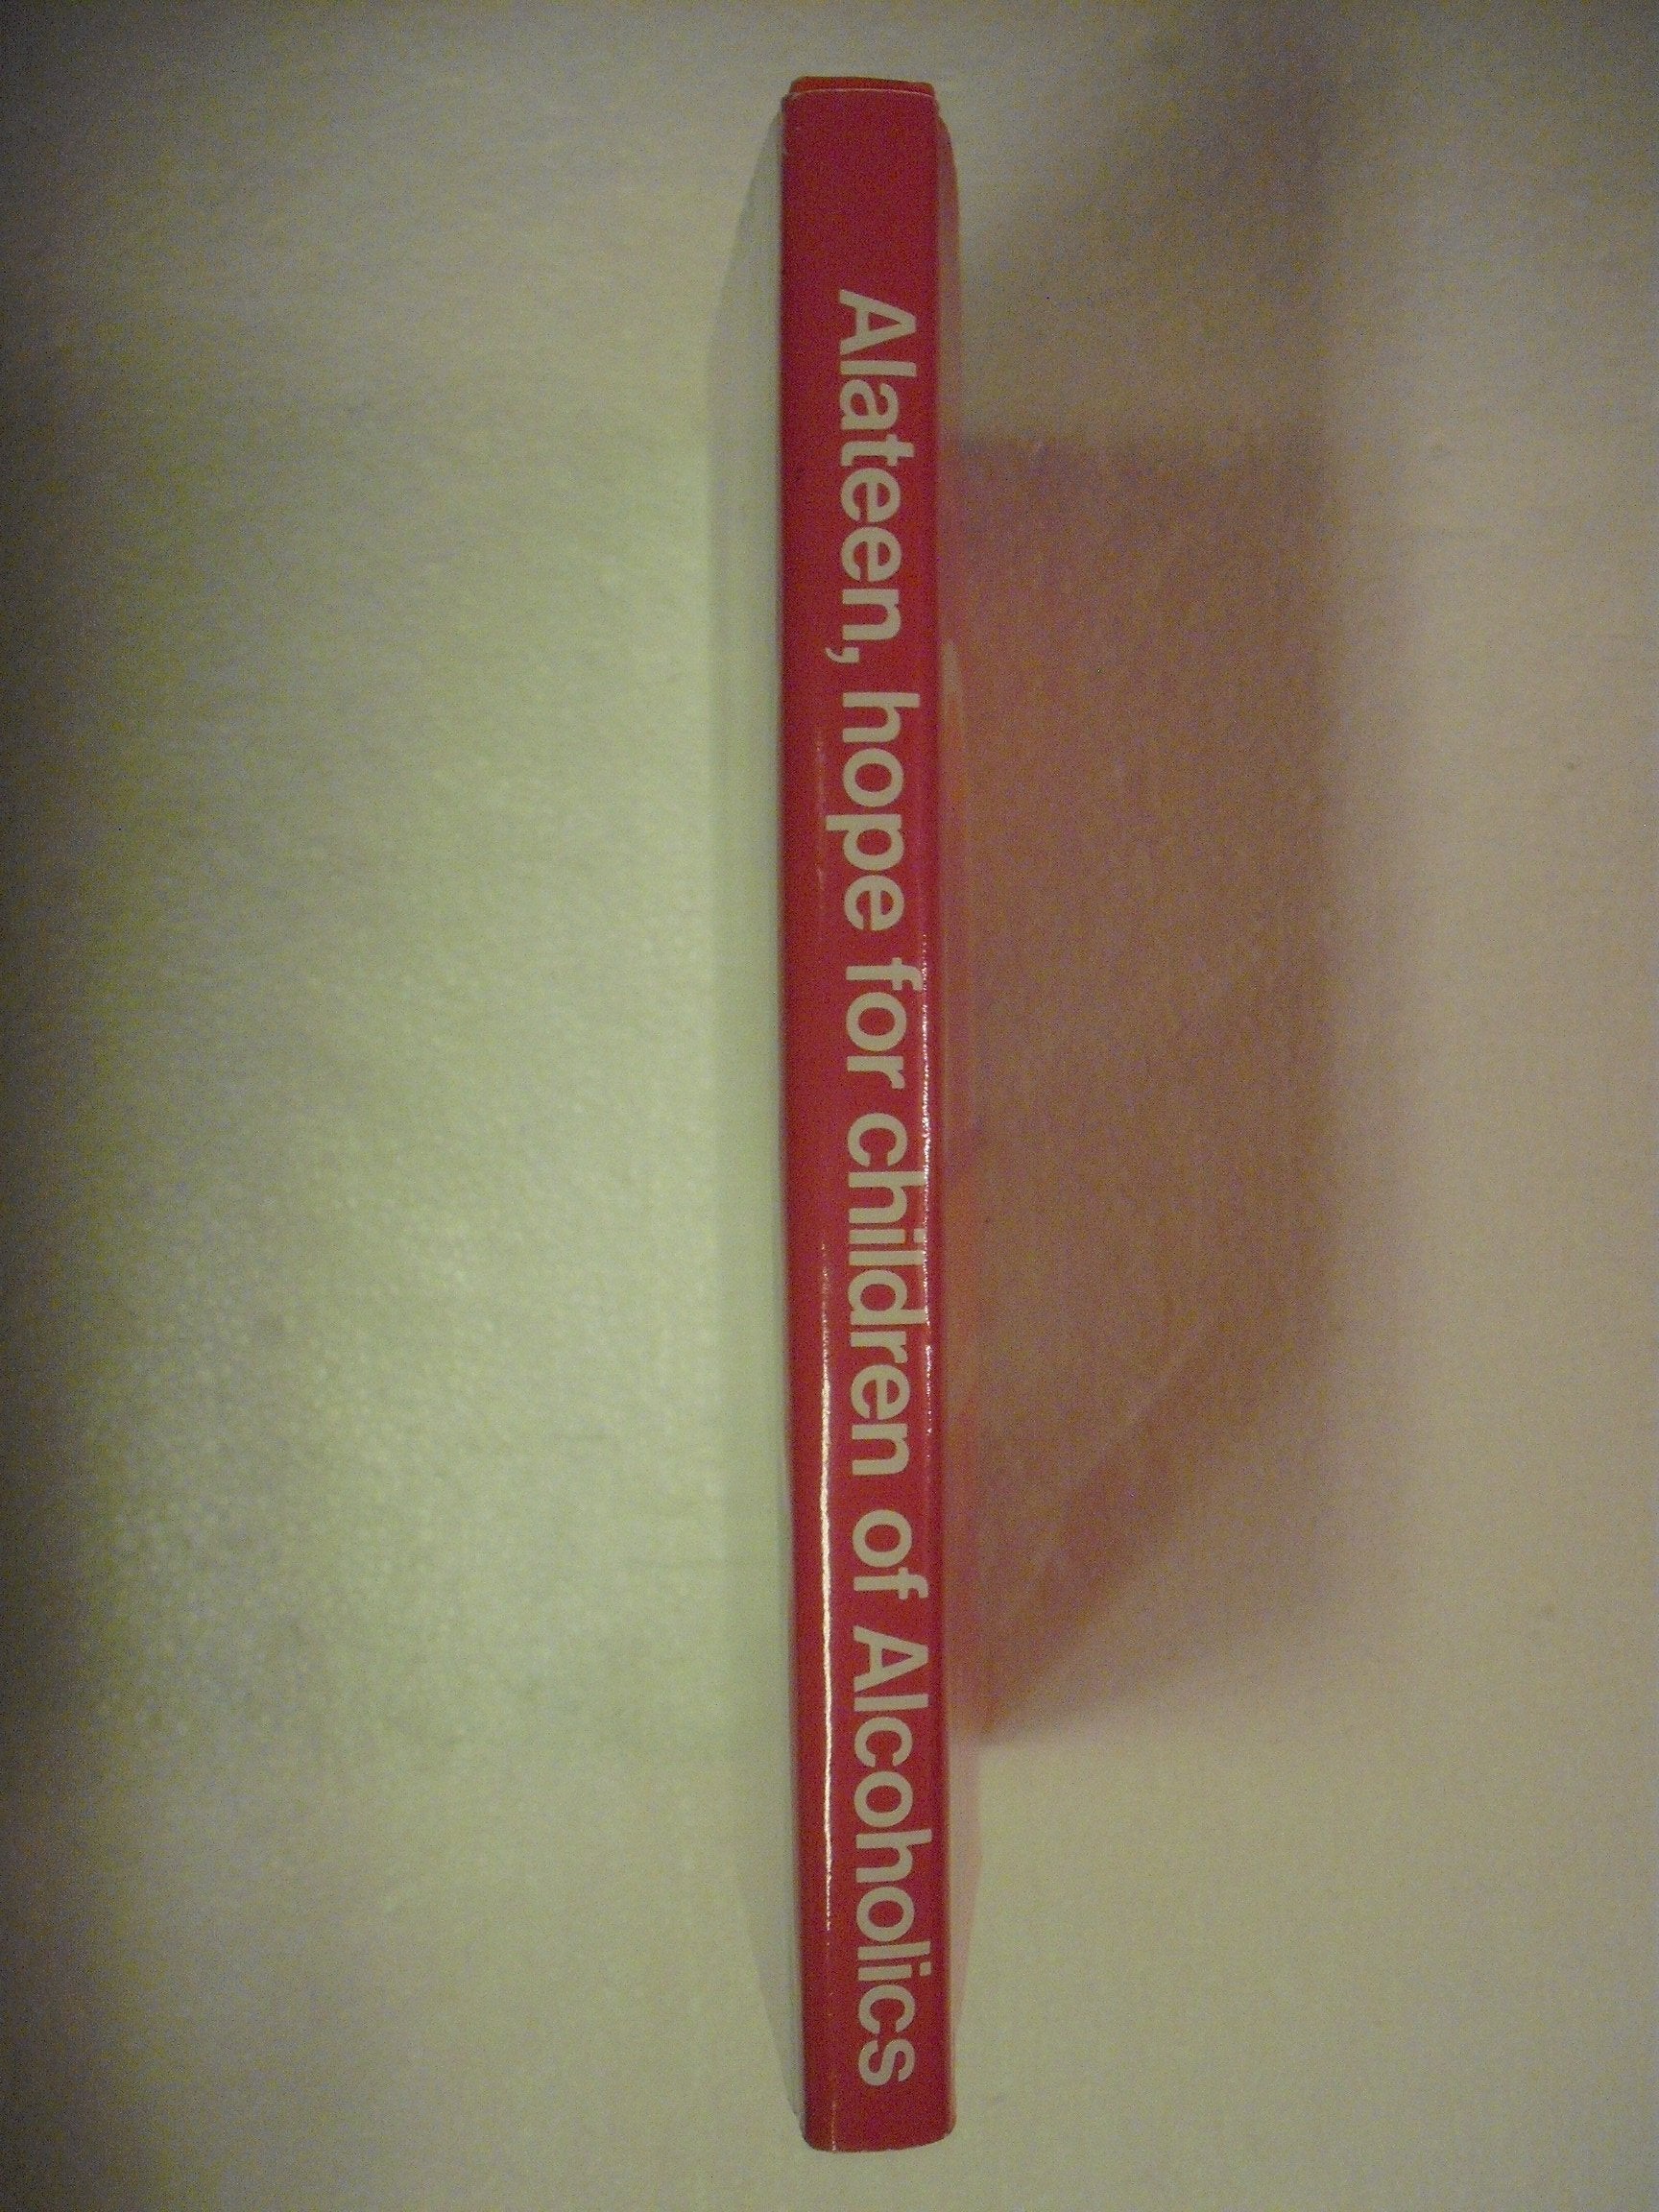 Alateen, hope for children of Alcoholics